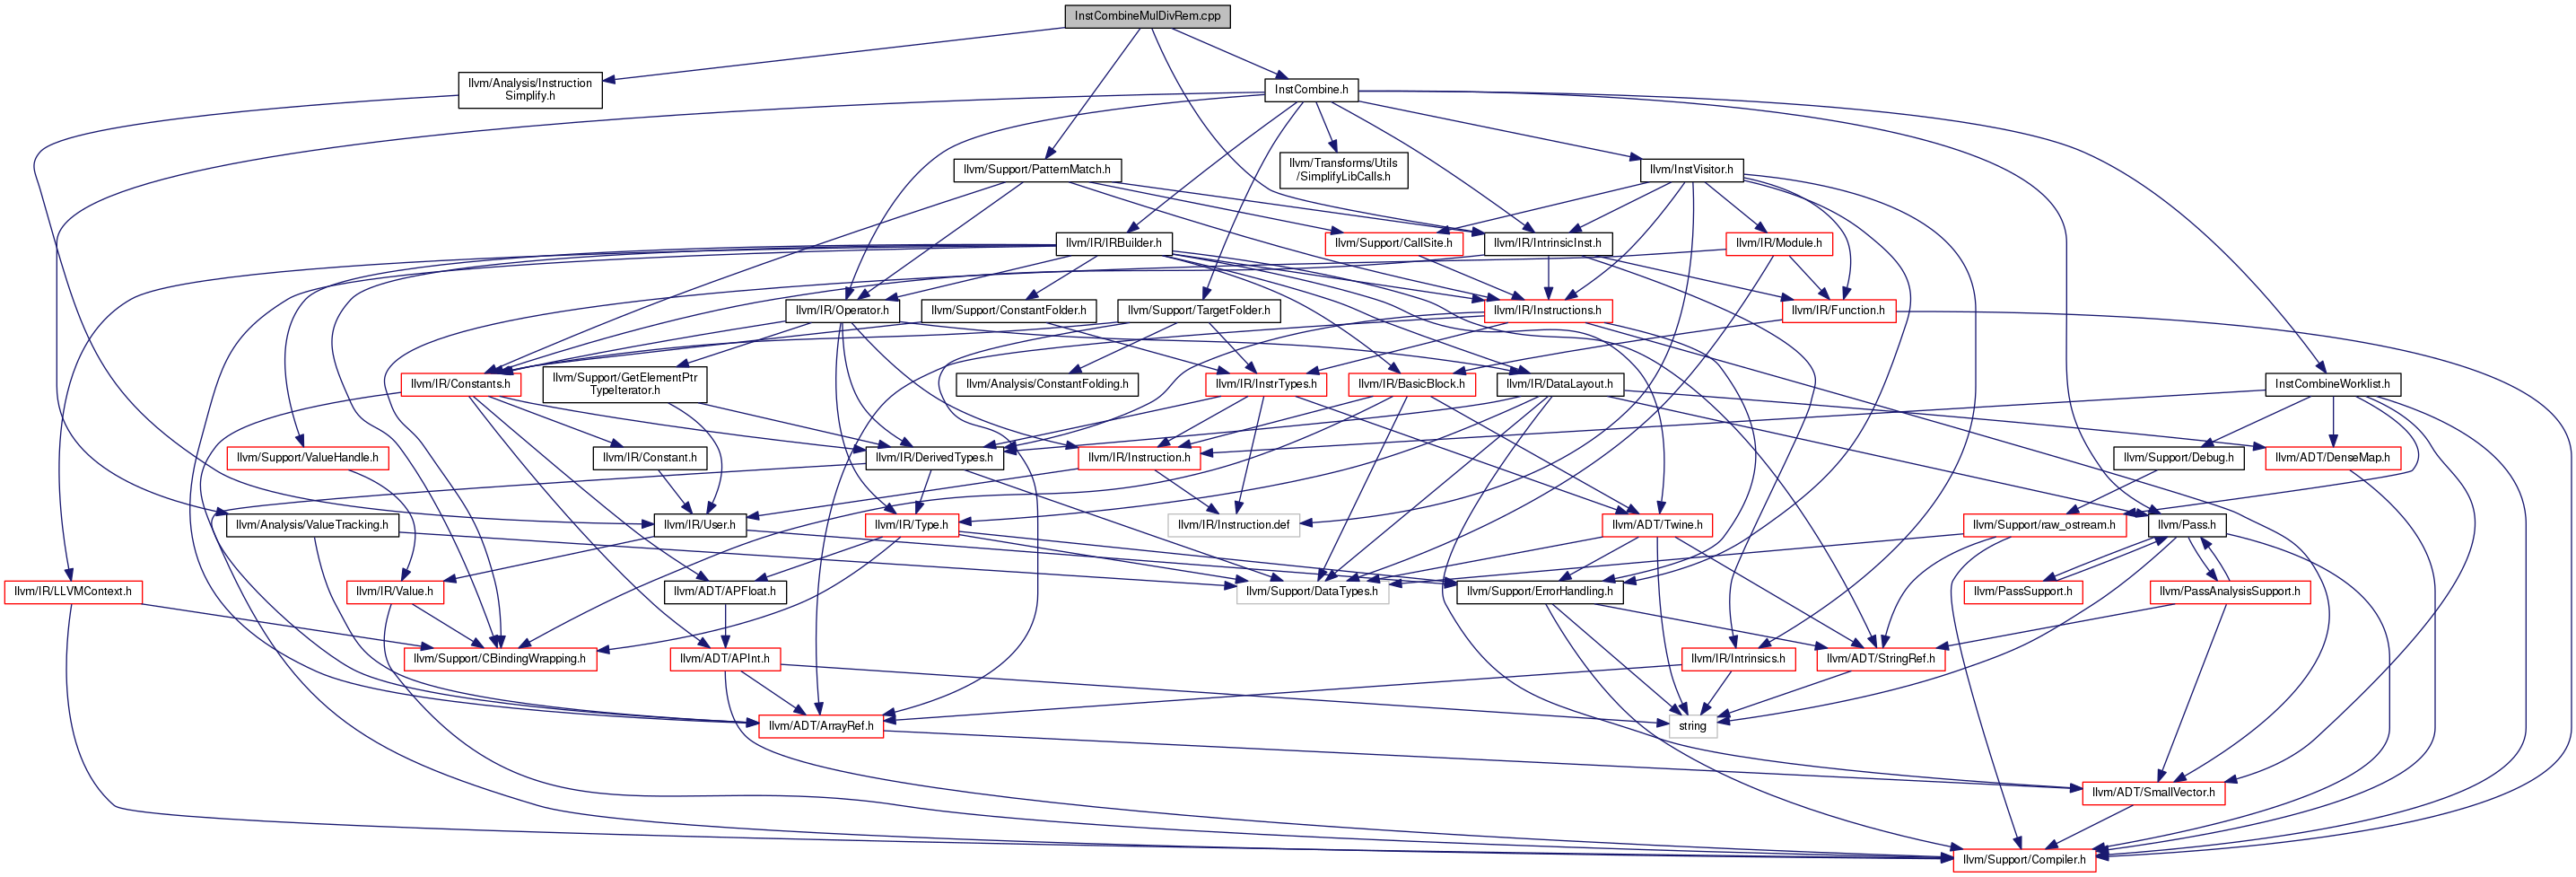 InstCombineMulDivRem.cpp
llvm/Analysis/Instruction
Simplify.h
InstCombine.h
llvm/Support/PatternMatch.h
llvm/Transforms/Utils
/SimplifyLibCalls.h
llvm/InstVisitor.h
llvm/IR/IRBuilder.h
llvm/Support/CallSite.h
llvm/IR/IntrinsicInst.h
llvm/IR/Module.h
llvm/IR/Operator.h
llvm/Support/ConstantFolder.h
llvm/Support/TargetFolder.h
llvm/IR/Instructions.h
llvm/IR/Function.h
llvm/IR/Constants.h
llvm/Support/GetElementPtr
TypeIterator.h
llvm/Analysis/ConstantFolding.h
llvm/IR/InstrTypes.h
llvm/IR/BasicBlock.h
llvm/IR/DataLayout.h
InstCombineWorklist.h
llvm/Support/ValueHandle.h
llvm/IR/Constant.h
llvm/IR/DerivedTypes.h
llvm/IR/Instruction.h
llvm/Support/Debug.h
llvm/ADT/DenseMap.h
llvm/Analysis/ValueTracking.h
llvm/IR/User.h
llvm/IR/Type.h
llvm/IR/Instruction.def
llvm/ADT/Twine.h
llvm/Support/raw_ostream.h
llvm/Pass.h
llvm/IR/LLVMContext.h
llvm/IR/Value.h
llvm/ADT/APFloat.h
llvm/Support/DataTypes.h
llvm/Support/ErrorHandling.h
llvm/PassSupport.h
llvm/PassAnalysisSupport.h
llvm/Support/CBindingWrapping.h
llvm/ADT/APInt.h
llvm/IR/Intrinsics.h
llvm/ADT/StringRef.h
llvm/ADT/ArrayRef.h
string
llvm/ADT/SmallVector.h
llvm/Support/Compiler.h